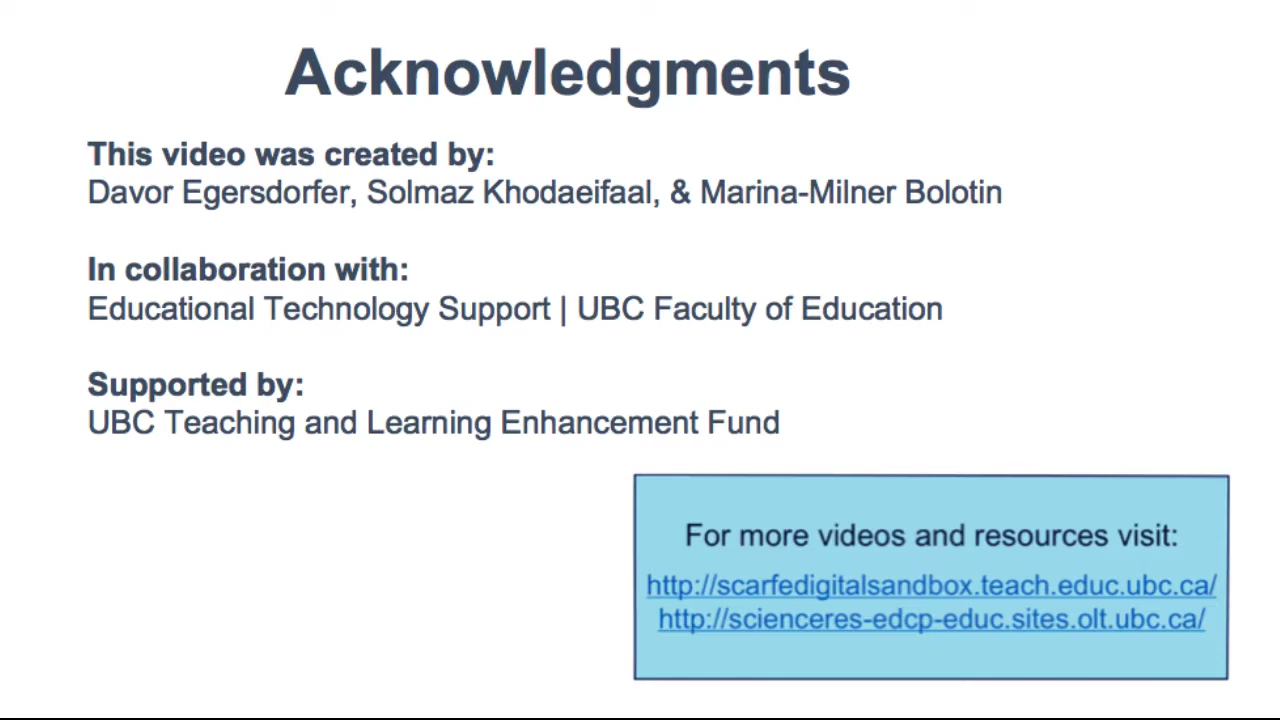 Acknowledgments
This video was created by:
Davor Egersdorfer, Solmaz Khodaeifaal, & Marina-Milner Bolotin
In collaboration with:
Educational Technology Support | UBC Faculty of Education
Supported by:
UBC Teaching and Learning Enhancement Fund
For more videos and resources visit:
http://scarfedigitalsandbox.teach.educ.ubc.ca/
http://scienceres-edcp-educ.sites.olt.ubc.ca/